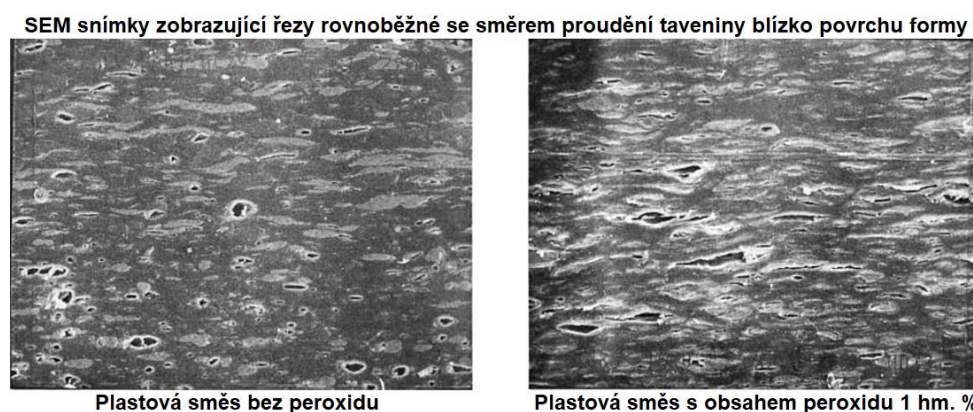 SEM snímky zobrazující řezy rovnoběžné se směrem proudění taveniny blízko povrchu formy
Plastová směs bez peroxidu
Plastová směs s obsahem peroxidu 1 hm. %